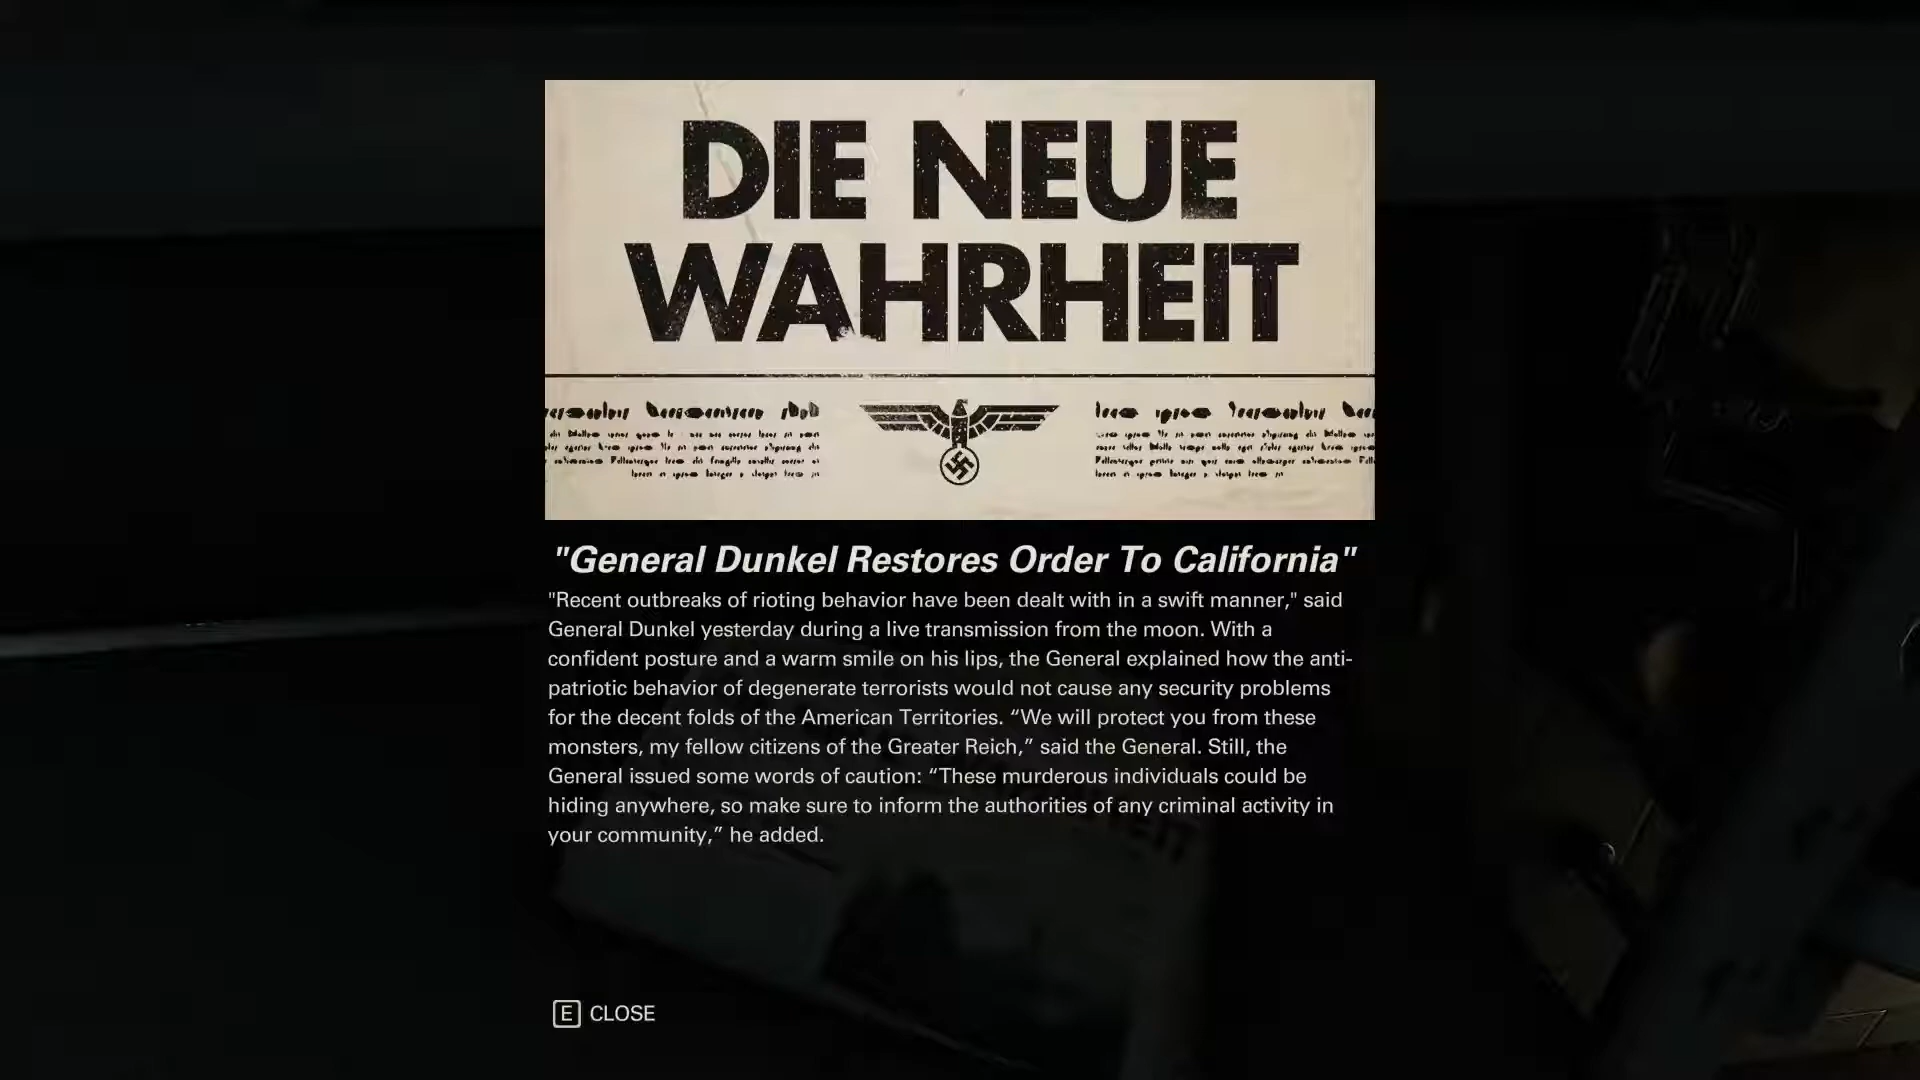 DIE NEUE
WAHRHEIT
"General Dunkel Restores Order To California"
"Recent outbreaks of rioting behavior have been dealt with in a swift manner," said
General Dunkel yesterday during a live transmission from the moon. With a
confident posture and a warm smile on his lips, the General explained how the anti-
patriotic behavior of degenerate terrorists would not cause any security problems
for the decent folds of the American Territories. “We will protect you from these
monsters, my fellow citizens of the Greater Reich,” said the General. Still, the
General issued some words of caution: “These murderous individuals could be
hiding anywhere, so make sure to inform the authorities of any criminal activity in
your community,” he added.
E CLOSE